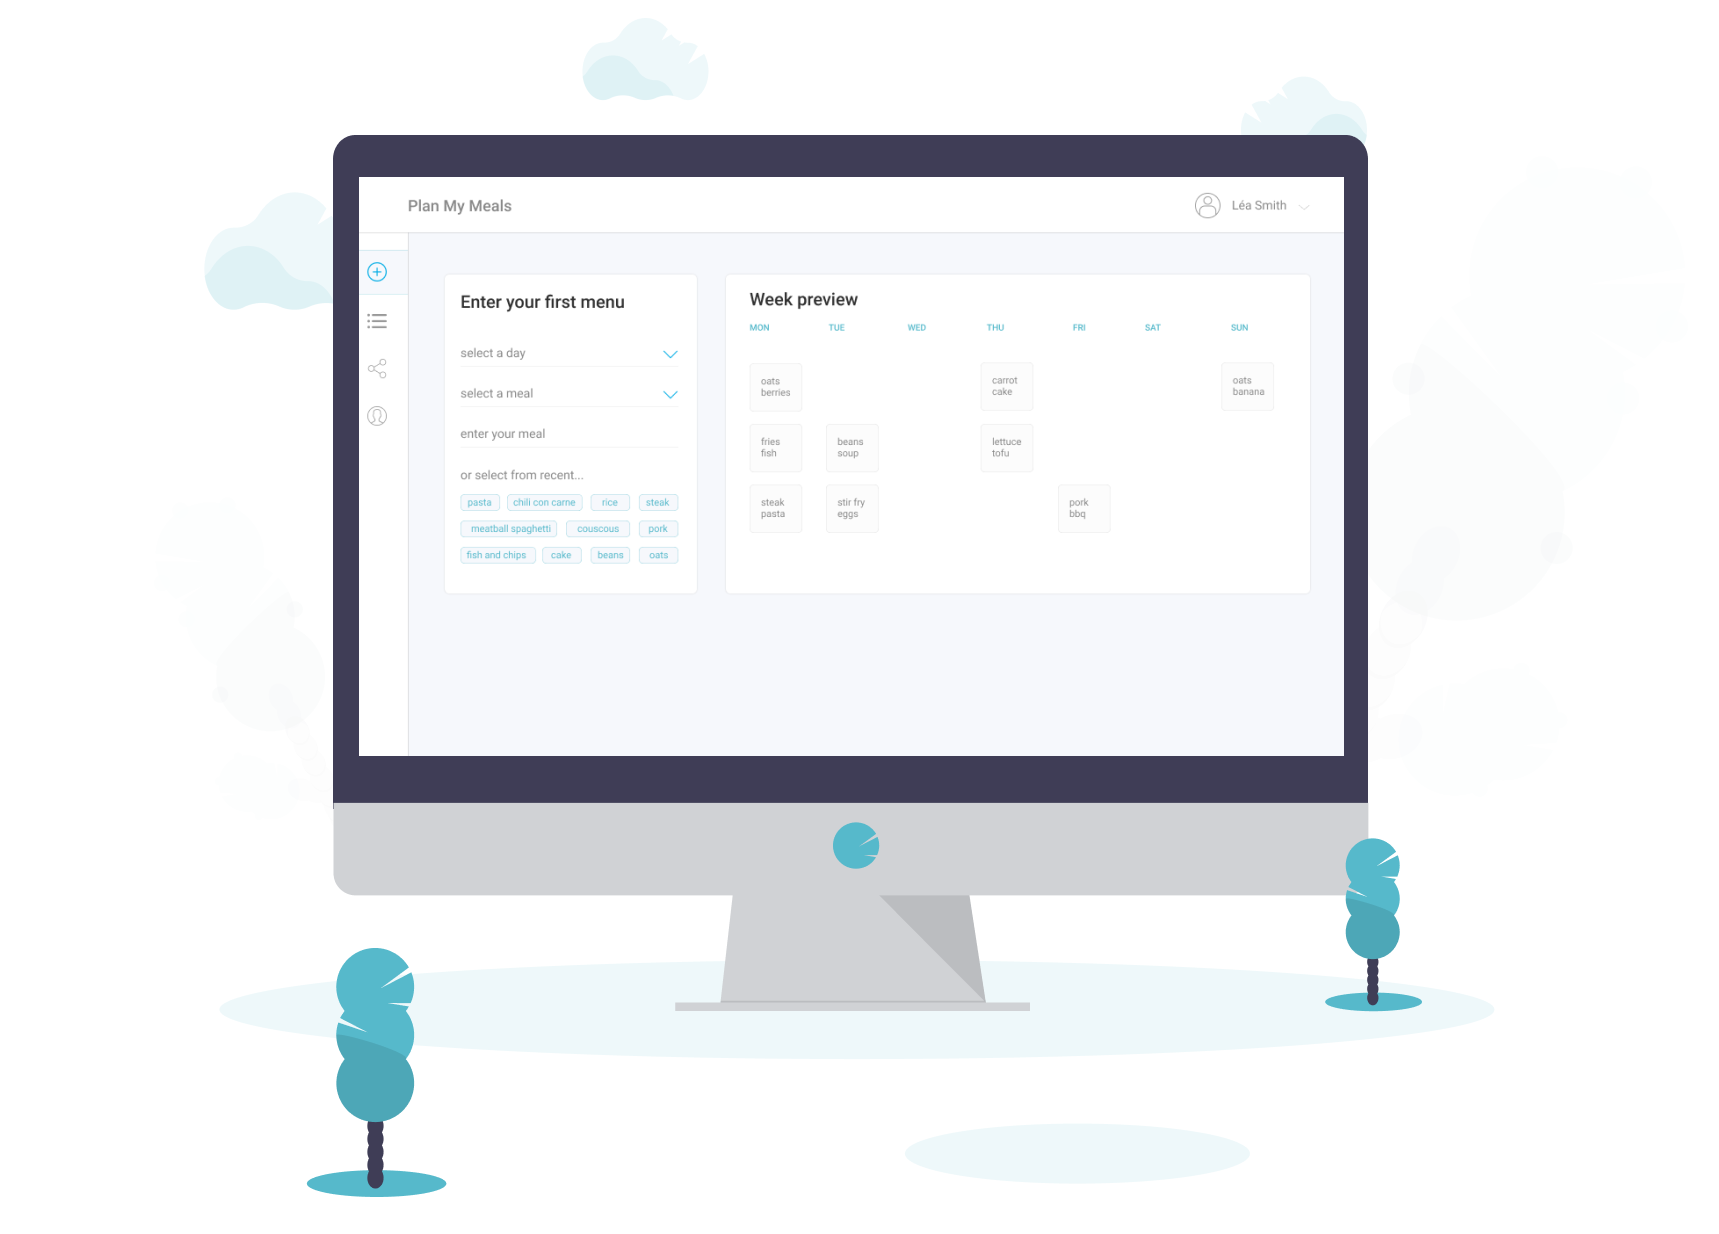 Plan My Meals
Léa Smith
Enter your first menu
select a day
select a meal
enter your meal
or select from recent...
pasta chili con carne rice steak
meatball spaghetti couscous pork
fish and chips cake beans oats
Week preview
MON TUE WED THU FRI SAT SUN
oats
berries
carrot
cake
oats
banana
fries
fish
beans
soup
lettuce
tofu
steak
pasta
stir fry
eggs
pork
bbq